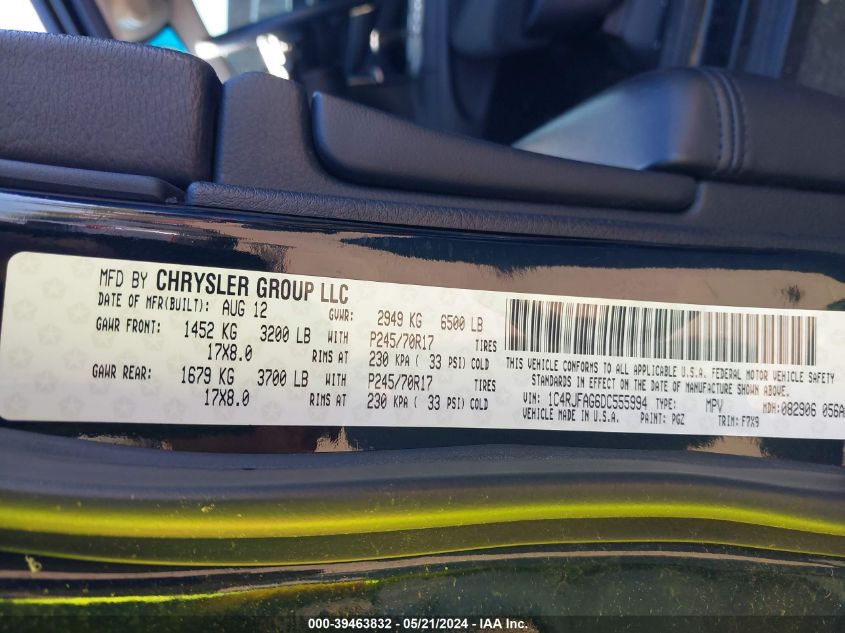 MFD BY CHRYSLER GROUP LLC
DATE OF MFR(BUILT): AUG 12 GVWR: 2949 KG 6500 LB
GAWR FRONT: 1452 KG 3200 LB WITH P245/70R17 TIRES
17X8.0 RIMS AT 230 KPA ( 33 PSI) COLD
GAWR REAR: 1679 KG 3700 LB WITH P245/70R17 TIRES
17X8.0 RIMS AT 230 KPA ( 33 PSI) COLD
THIS VEHICLE CONFORMS TO ALL APPLICABLE U.S.A. FEDERAL MOTOR VEHICLE SAFETY
STANDARDS IN EFFECT ON THE DATE OF MANUFACTURE SHOWN ABOVE.
VIN: 1C4RJFAG6DC555994 TYPE: MPV MDH:082906 056A
VEHICLE MADE IN U.S.A. PAINT: PGZ TRIM: F7X9
000-39463832 / 05/21/2024 / IAA Inc.